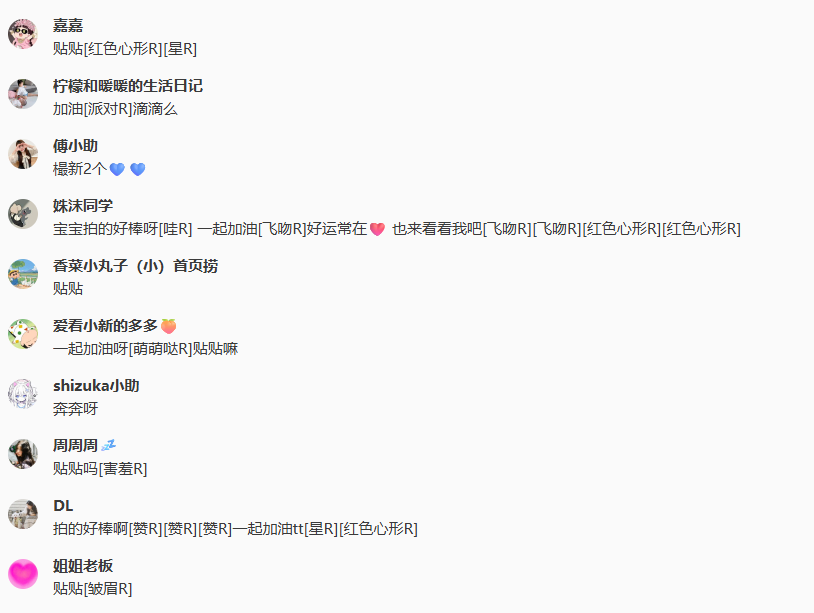 嘉嘉
贴贴[红色心形R][星R]
柠檬和暖暖的生活日记
加油[派对R]滴滴么
傅小助
橿新2个💙 💙
姝沫同学
宝宝拍的好棒呀[哇R] 一起加油[飞吻R]好运常在💗 也来看看我吧[飞吻R][飞吻R][红色心形R][红色心形R]
香菜小丸子（小）首页捞
贴贴
爱看小新的多多🍑
一起加油呀[萌萌哒R]贴贴嘛
shizuka小助
奔奔呀
周周周💤
贴贴吗[害羞R]
DL
拍的好棒啊[赞R][赞R][赞R]一起加油tt[星R][红色心形R]
姐姐老板
贴贴[皱眉R]